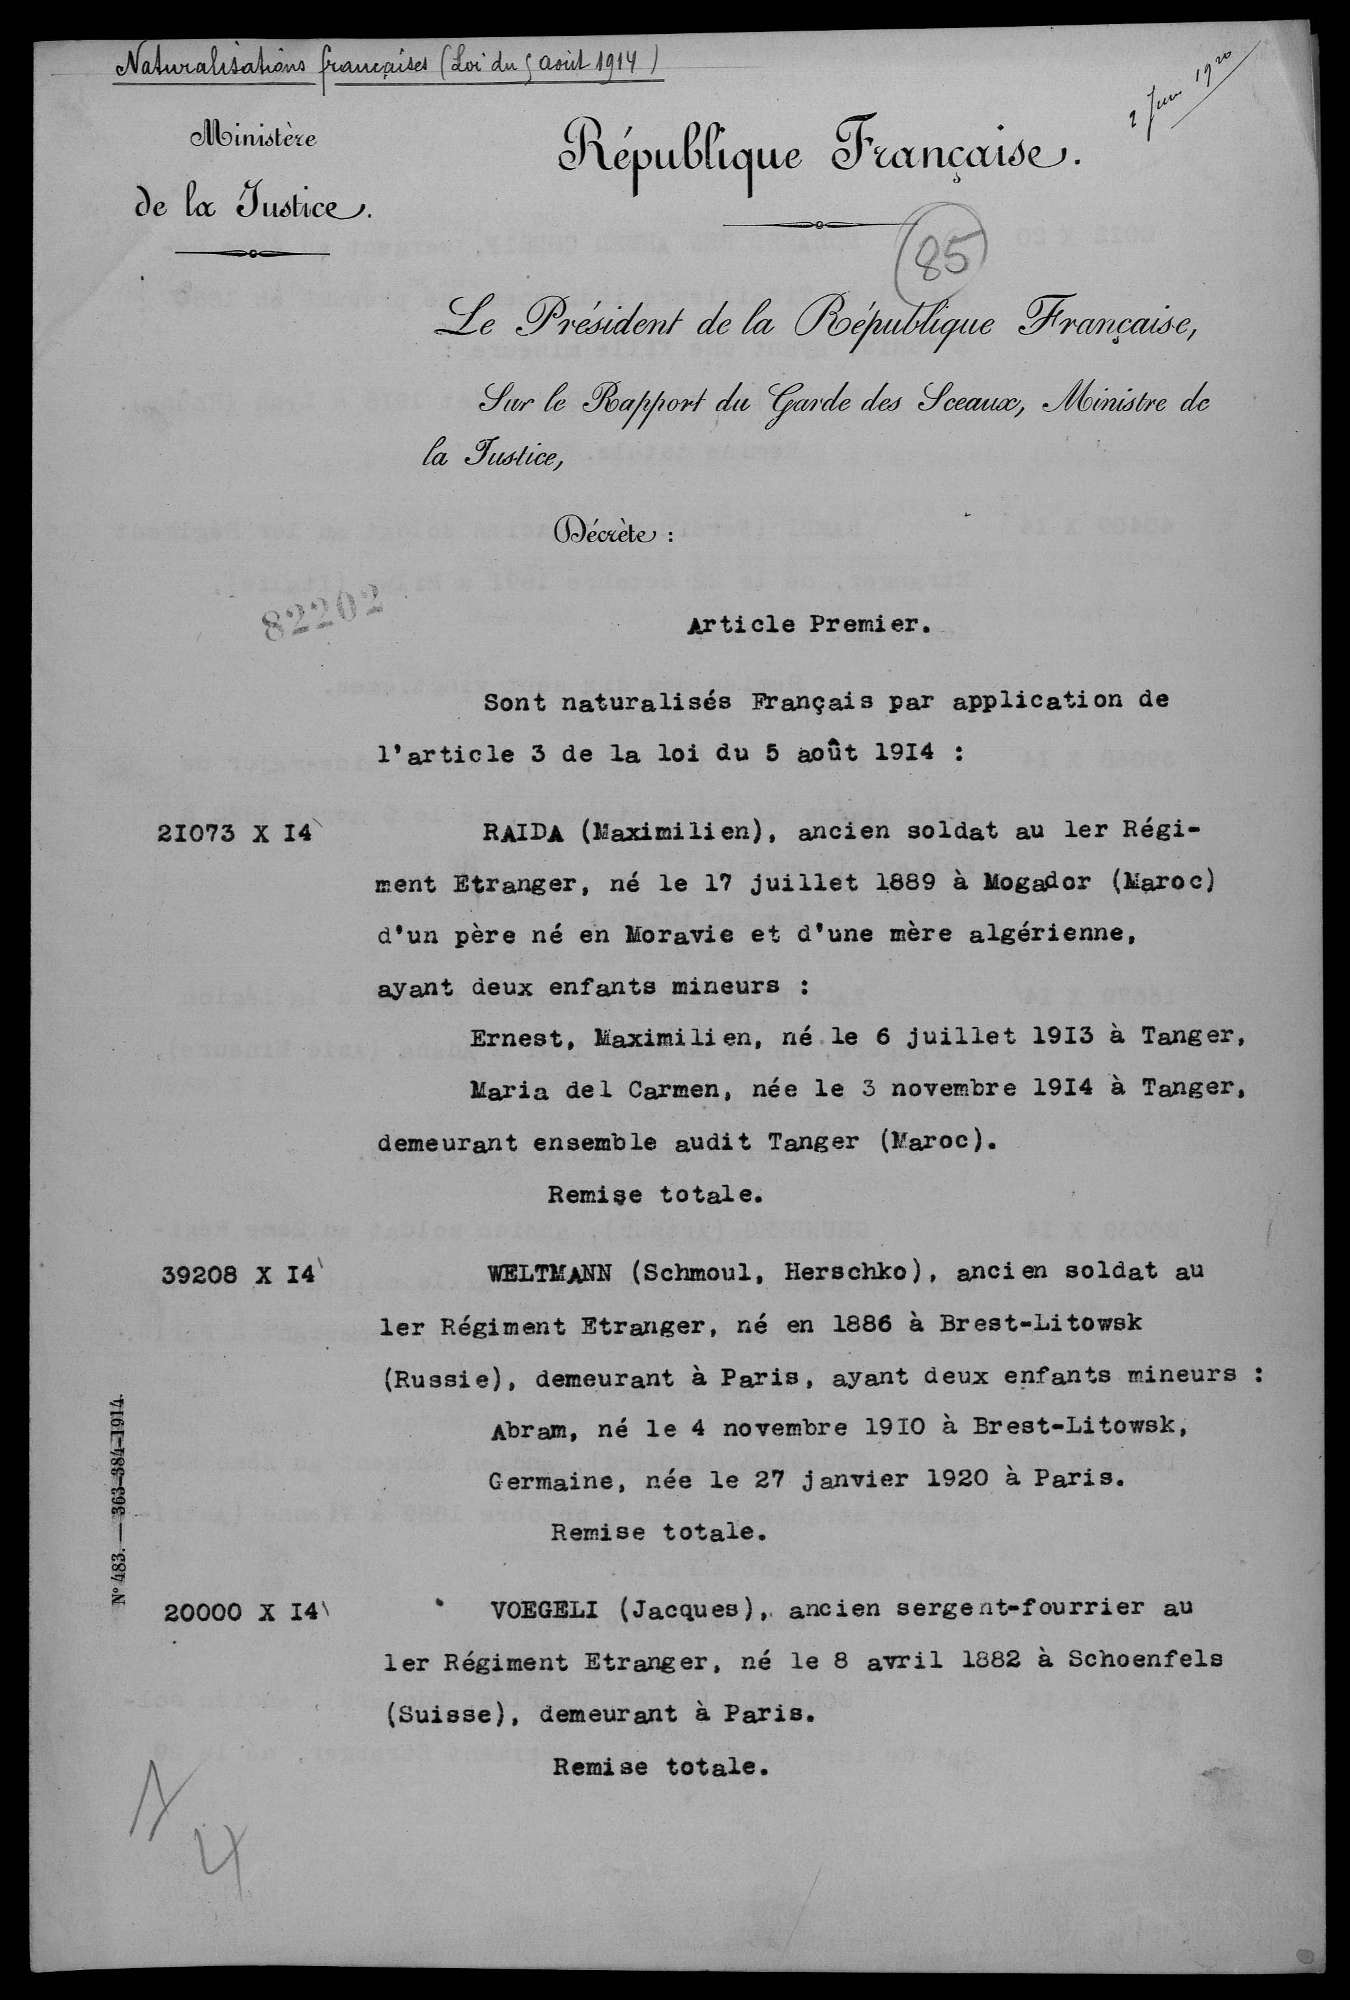 Naturalisations françaises (Loi du 5 août 1914)
2 Juin 1920
Ministère
de la Justice.
République Française.
85
Le Président de la République Française,
Sur le Rapport du Garde des Sceaux, Ministre de
la Justice,
Décrète :
82202
Article Premier.
Sont naturalisés Français par application de
l'article 3 de la loi du 5 août 1914 :
21073 X 14 RAIDA (Maximilien), ancien soldat au 1er Régi-
ment Etranger, né le 17 juillet 1889 à Mogador (Maroc)
d'un père né en Moravie et d'une mère algérienne,
ayant deux enfants mineurs :
Ernest, Maximilien, né le 6 juillet 1913 à Tanger,
Maria del Carmen, née le 3 novembre 1914 à Tanger,
demeurant ensemble audit Tanger (Maroc).
Remise totale.
39208 X 14 WELTMANN (Schmoul, Herschko), ancien soldat au
1er Régiment Etranger, né en 1886 à Brest-Litowsk
(Russie), demeurant à Paris, ayant deux enfants mineurs :
Abram, né le 4 novembre 1910 à Brest-Litowsk,
Germaine, née le 27 janvier 1920 à Paris.
Remise totale.
N° 483. — 363-384-1914.
20000 X 14 VOEGELI (Jacques), ancien sergent-fourrier au
1er Régiment Etranger, né le 8 avril 1882 à Schoenfels
(Suisse), demeurant à Paris.
Remise totale.
4